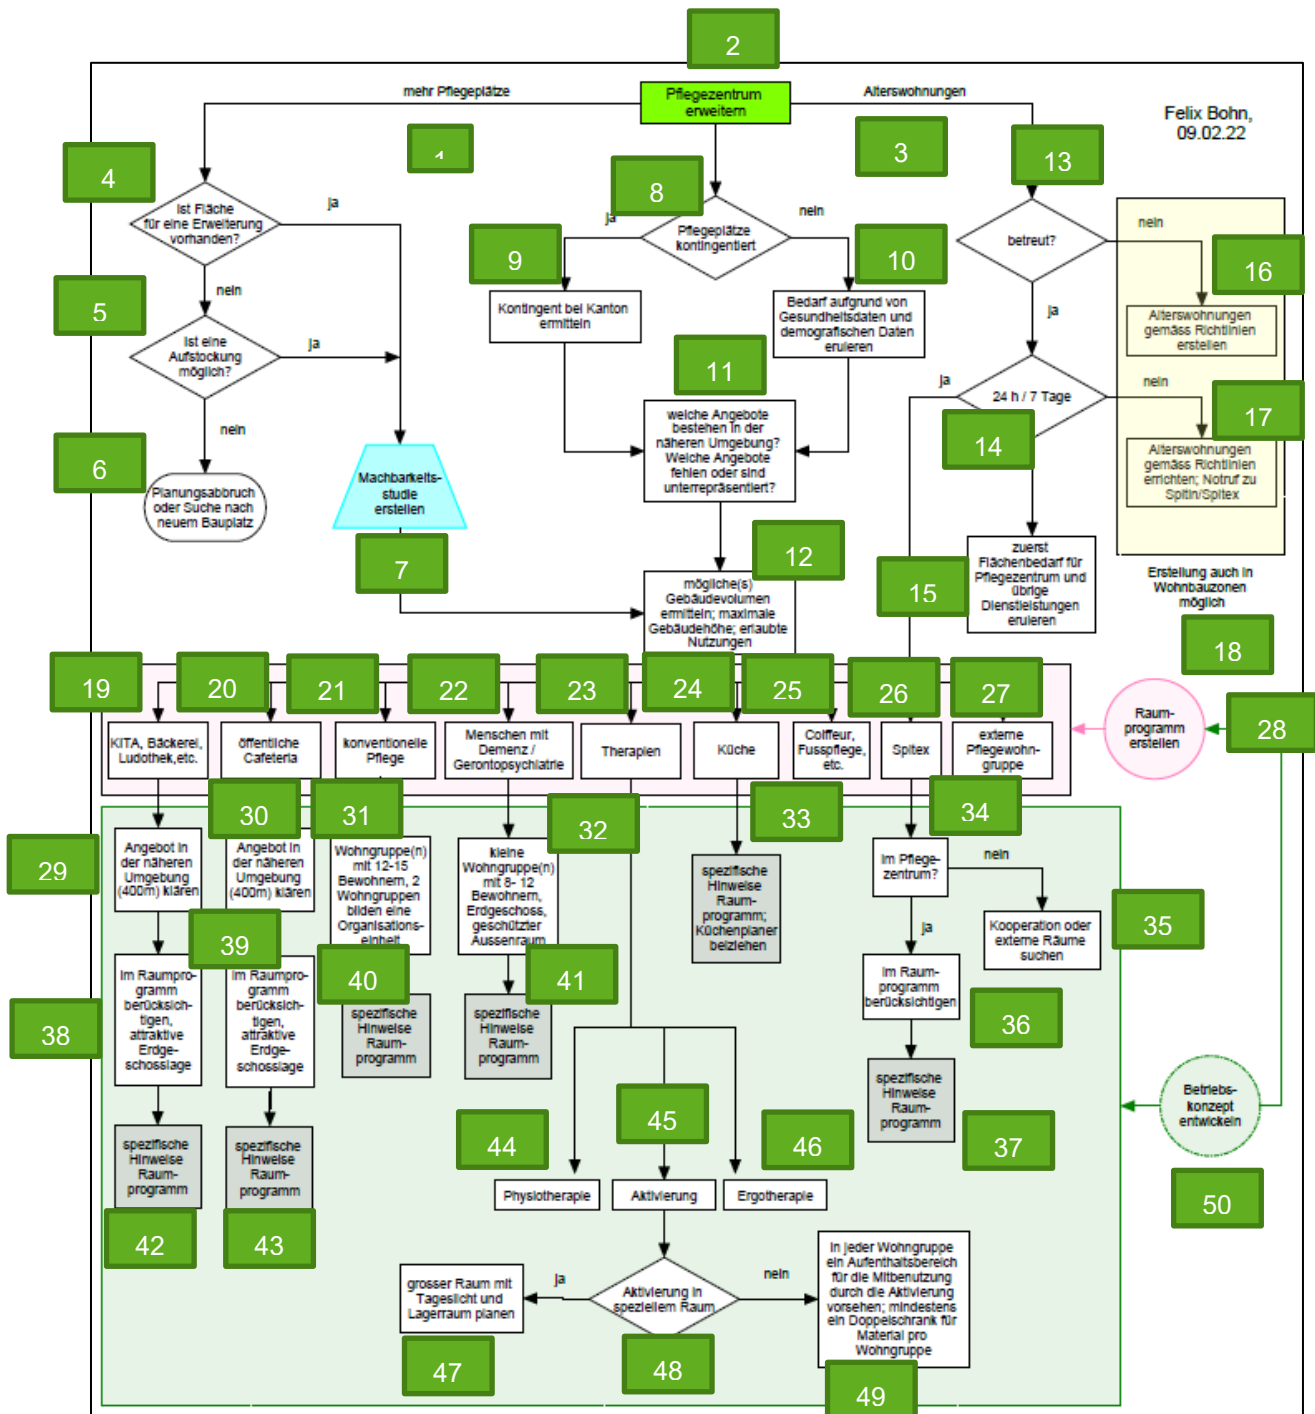 2
mehr Pflegeplätze
Pflegezentrum
erweitern
Alterswohnungen
Felix Bohn,
09.02.22
1
3
13
4
8
ja
nein
Ist Fläche
für eine Erweiterung
vorhanden?
ja
Pflegeplätze
kontingentiert
betreut?
nein
9
10
16
5
nein
Kontingent bei Kanton
ermitteln
Bedarf aufgrund von
Gesundheitsdaten und
demografischen Daten
eruieren
ja
Alterswohnungen
gemäss Richtlinien
erstellen
Ist eine
Aufstockung
möglich?
ja
11
ja
24 h / 7 Tage
nein
17
6
nein
welche Angebote
bestehen in der
näheren Umgebung?
Welche Angebote
fehlen oder sind
unterrepräsentiert?
14
Alterswohnungen
gemäss Richtlinien
errichten; Notruf zu
Spitin/Spitex
Planungsabbruch
oder Suche nach
neuem Bauplatz
Machbarkeits-
studie
erstellen
7
12
15
zuerst
Flächenbedarf für
Pflegezentrum und
übrige
Dienstleistungen
eruieren
Erstellung auch in
Wohnbauzonen
möglich
18
mögliche(s)
Gebäudevolumen
ermitteln; maximale
Gebäudehöhe; erlaubte
Nutzungen
19
20
21
22
23
24
25
26
27
28
KITA, Bäckerei,
Ludothek,etc.
öffentliche
Cafeteria
konventionelle
Pflege
Menschen mit
Demenz /
Gerontopsychiatrie
Therapien
Küche
Coiffeur,
Fusspflege,
etc.
Spitex
externe
Pflegewohn-
gruppe
Raum-
programm
erstellen
30
31
32
33
34
29
Angebot in
der näheren
Umgebung
(400m) klären
Angebot in
der näheren
Umgebung
(400m) klären
Wohngruppe(n)
mit 12-15
Bewohnern, 2
Wohngruppen
bilden eine
Organisations-
einheit
kleine
Wohngruppe(n)
mit 8- 12
Bewohnern,
Erdgeschoss,
geschützter
Aussenraum
spezifische
Hinweise
Raum-
programm;
Küchenplaner
beiziehen
im Pflege-
zentrum?
nein
35
Kooperation oder
externe Räume
suchen
ja
39
40
41
38
im Raumpro-
gramm
berücksich-
tigen,
attraktive
Erdge-
schosslage
im Raumpro-
gramm
berücksich-
tigen,
attraktive
Erdge-
schosslage
spezifische
Hinweise
Raum-
programm
spezifische
Hinweise
Raum-
programm
im Raum-
programm
berücksichtigen
36
spezifische
Hinweise
Raum-
programm
37
Betriebs-
konzept
entwickeln
50
spezifische
Hinweise
Raum-
programm
spezifische
Hinweise
Raum-
programm
42
43
44
45
46
Physiotherapie
Aktivierung
Ergotherapie
grosser Raum mit
Tageslicht und
Lagerraum planen
ja
Aktivierung in
speziellem Raum
nein
In jeder Wohngruppe
ein Aufenthaltsbereich
für die Mitbenutzung
durch die Aktivierung
vorsehen; mindestens
ein Doppelschrank für
Material pro
Wohngruppe
47
48
49